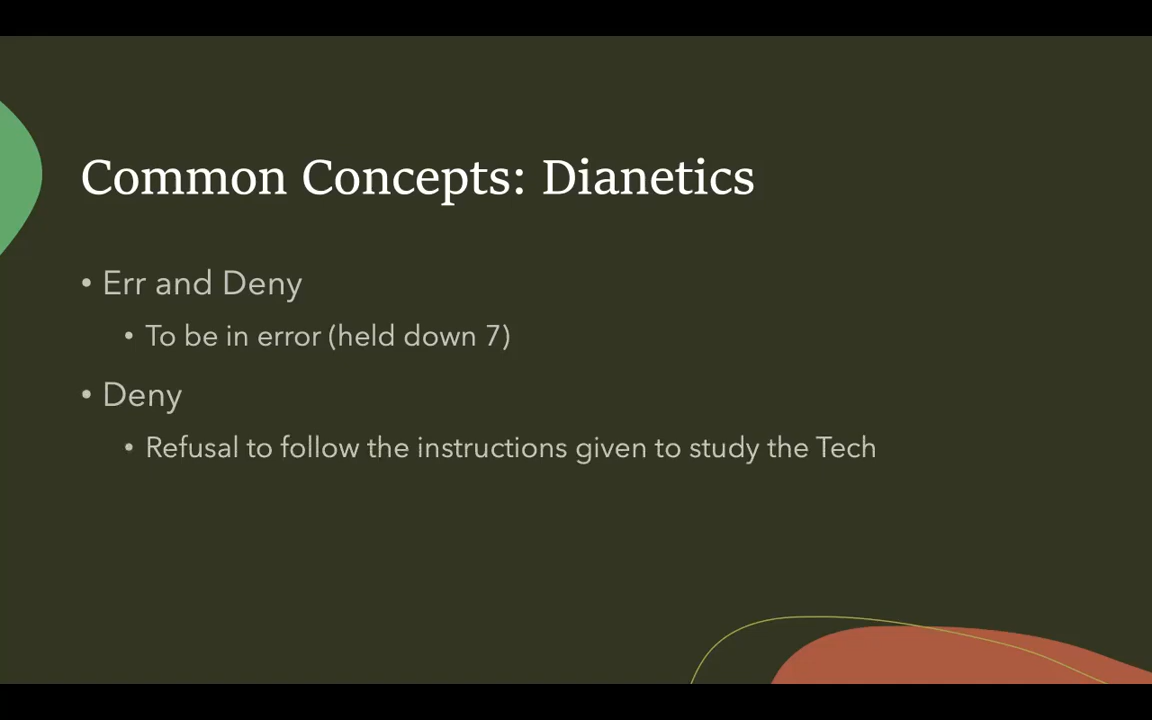 Common Concepts: Dianetics
• Err and Deny
• To be in error (held down 7)
• Deny
• Refusal to follow the instructions given to study the Tech